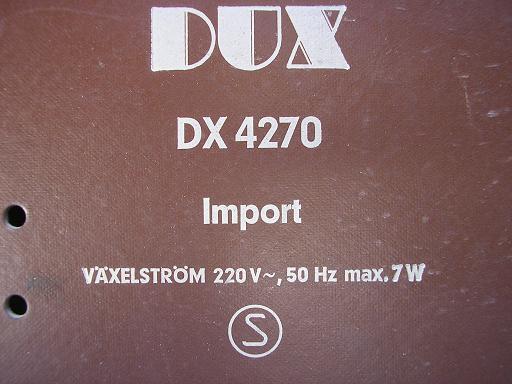 DUX
DX 4270
Import
VÄXELSTRÖM 220 V~, 50 Hz max. 7 W
S